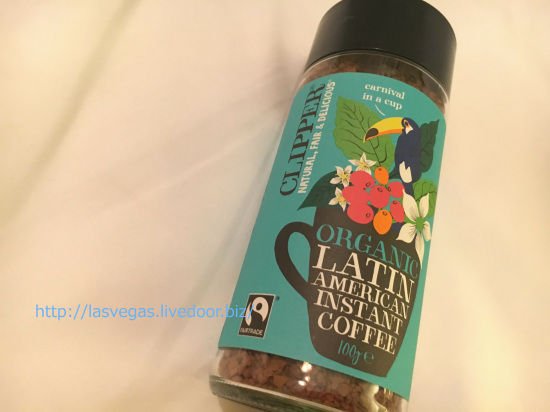 CLIPPER®
NATURAL, FAIR & DELICIOUS®
carnival
in a cup
ORGANIC
LATIN
AMERICAN
INSTANT
COFFEE
100g e
FAIRTRADE
http://lasvegas.livedoor.biz/